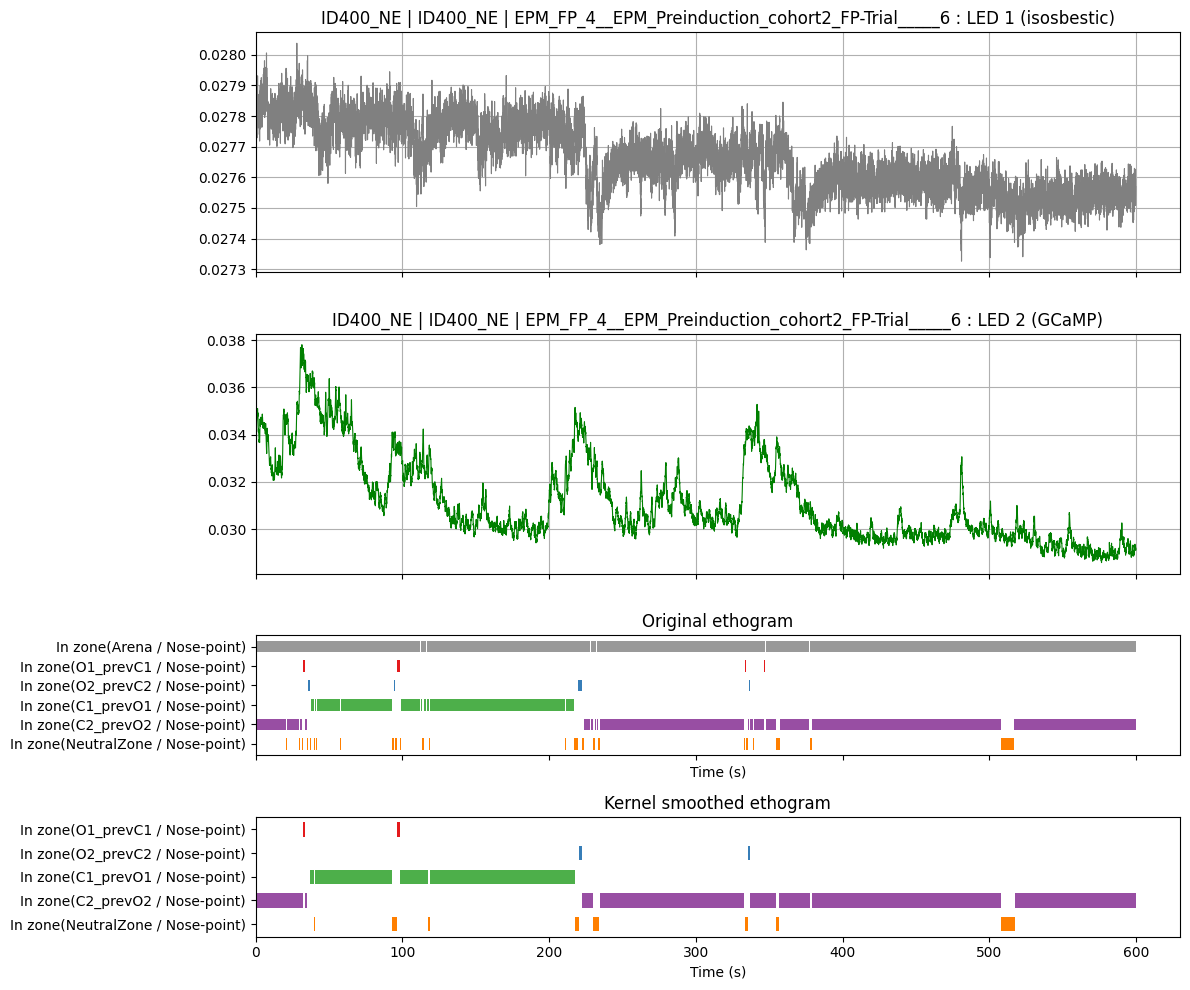 ID400_NE | ID400_NE | EPM_FP_4__EPM_Preinduction_cohort2_FP-Trial_____6 : LED 1 (isosbestic)
0.0280
0.0279
0.0278
0.0277
0.0276
0.0275
0.0274
0.0273
ID400_NE | ID400_NE | EPM_FP_4__EPM_Preinduction_cohort2_FP-Trial_____6 : LED 2 (GCaMP)
0.038
0.036
0.034
0.032
0.030
Original ethogram
In zone(Arena / Nose-point)
In zone(O1_prevC1 / Nose-point)
In zone(O2_prevC2 / Nose-point)
In zone(C1_prevO1 / Nose-point)
In zone(C2_prevO2 / Nose-point)
In zone(NeutralZone / Nose-point)
Time (s)
Kernel smoothed ethogram
In zone(O1_prevC1 / Nose-point)
In zone(O2_prevC2 / Nose-point)
In zone(C1_prevO1 / Nose-point)
In zone(C2_prevO2 / Nose-point)
In zone(NeutralZone / Nose-point)
0 100 200 300 400 500 600
Time (s)